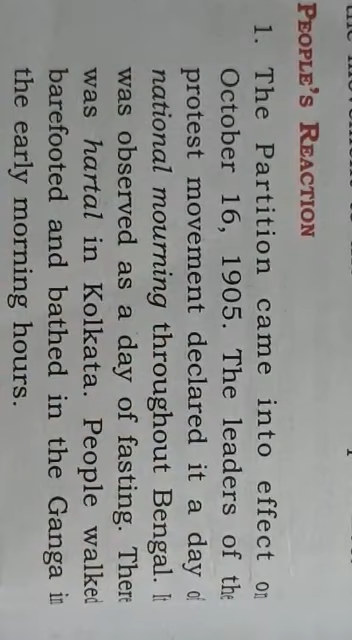 PEOPLE'S REACTION
1. The Partition came into effect on
October 16, 1905. The leaders of the
protest movement declared it a day of
national mourning throughout Bengal. It
was observed as a day of fasting. There
was hartal in Kolkata. People walked
barefooted and bathed in the Ganga in
the early morning hours.